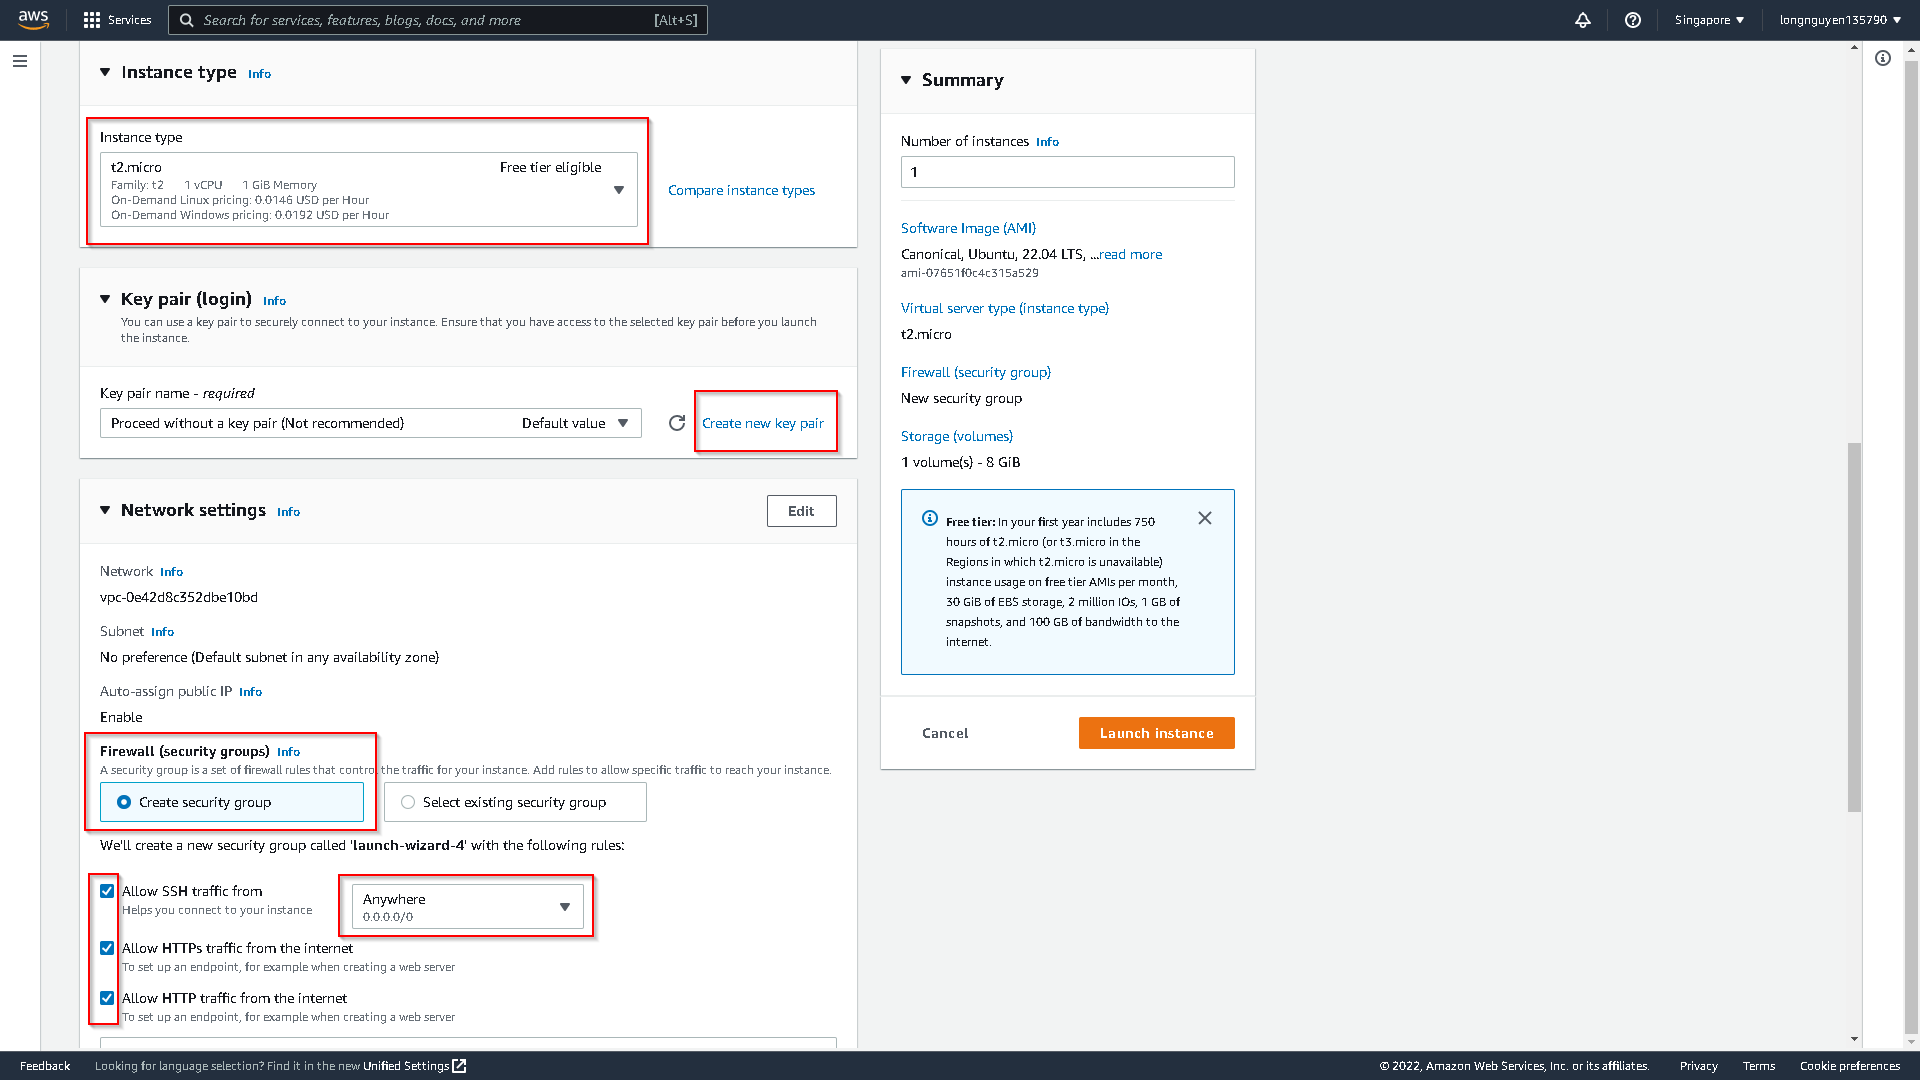 aws
Services
Search for services, features, blogs, docs, and more
[Alt+S]
Singapore
longnguyen135790
Instance type Info
Instance type
t2.micro
Free tier eligible
Family: t2 1 vCPU 1 GiB Memory
On-Demand Linux pricing: 0.0146 USD per Hour
On-Demand Windows pricing: 0.0192 USD per Hour
Compare instance types
Key pair (login) Info
You can use a key pair to securely connect to your instance. Ensure that you have access to the selected key pair before you launch
the instance.
Key pair name - required
Proceed without a key pair (Not recommended)
Default value
Create new key pair
Network settings Info
Edit
Network Info
vpc-0e42d8c352dbe10bd
Subnet Info
No preference (Default subnet in any availability zone)
Auto-assign public IP Info
Enable
Firewall (security groups) Info
A security group is a set of firewall rules that control the traffic for your instance. Add rules to allow specific traffic to reach your instance.
Create security group
Select existing security group
We'll create a new security group called 'launch-wizard-4' with the following rules:
Allow SSH traffic from
Helps you connect to your instance
Anywhere
0.0.0.0/0
Allow HTTPs traffic from the internet
To set up an endpoint, for example when creating a web server
Allow HTTP traffic from the internet
To set up an endpoint, for example when creating a web server
Summary
Number of instances Info
1
Software Image (AMI)
Canonical, Ubuntu, 22.04 LTS, ...read more
ami-07651f0c4c315a529
Virtual server type (instance type)
t2.micro
Firewall (security group)
New security group
Storage (volumes)
1 volume(s) - 8 GiB
Free tier: In your first year includes 750
hours of t2.micro (or t3.micro in the
Regions in which t2.micro is unavailable)
instance usage on free tier AMIs per month,
30 GiB of EBS storage, 2 million IOs, 1 GB of
snapshots, and 100 GB of bandwidth to the
internet.
Cancel
Launch instance
Feedback
Looking for language selection? Find it in the new Unified Settings
© 2022, Amazon Web Services, Inc. or its affiliates.
Privacy
Terms
Cookie preferences